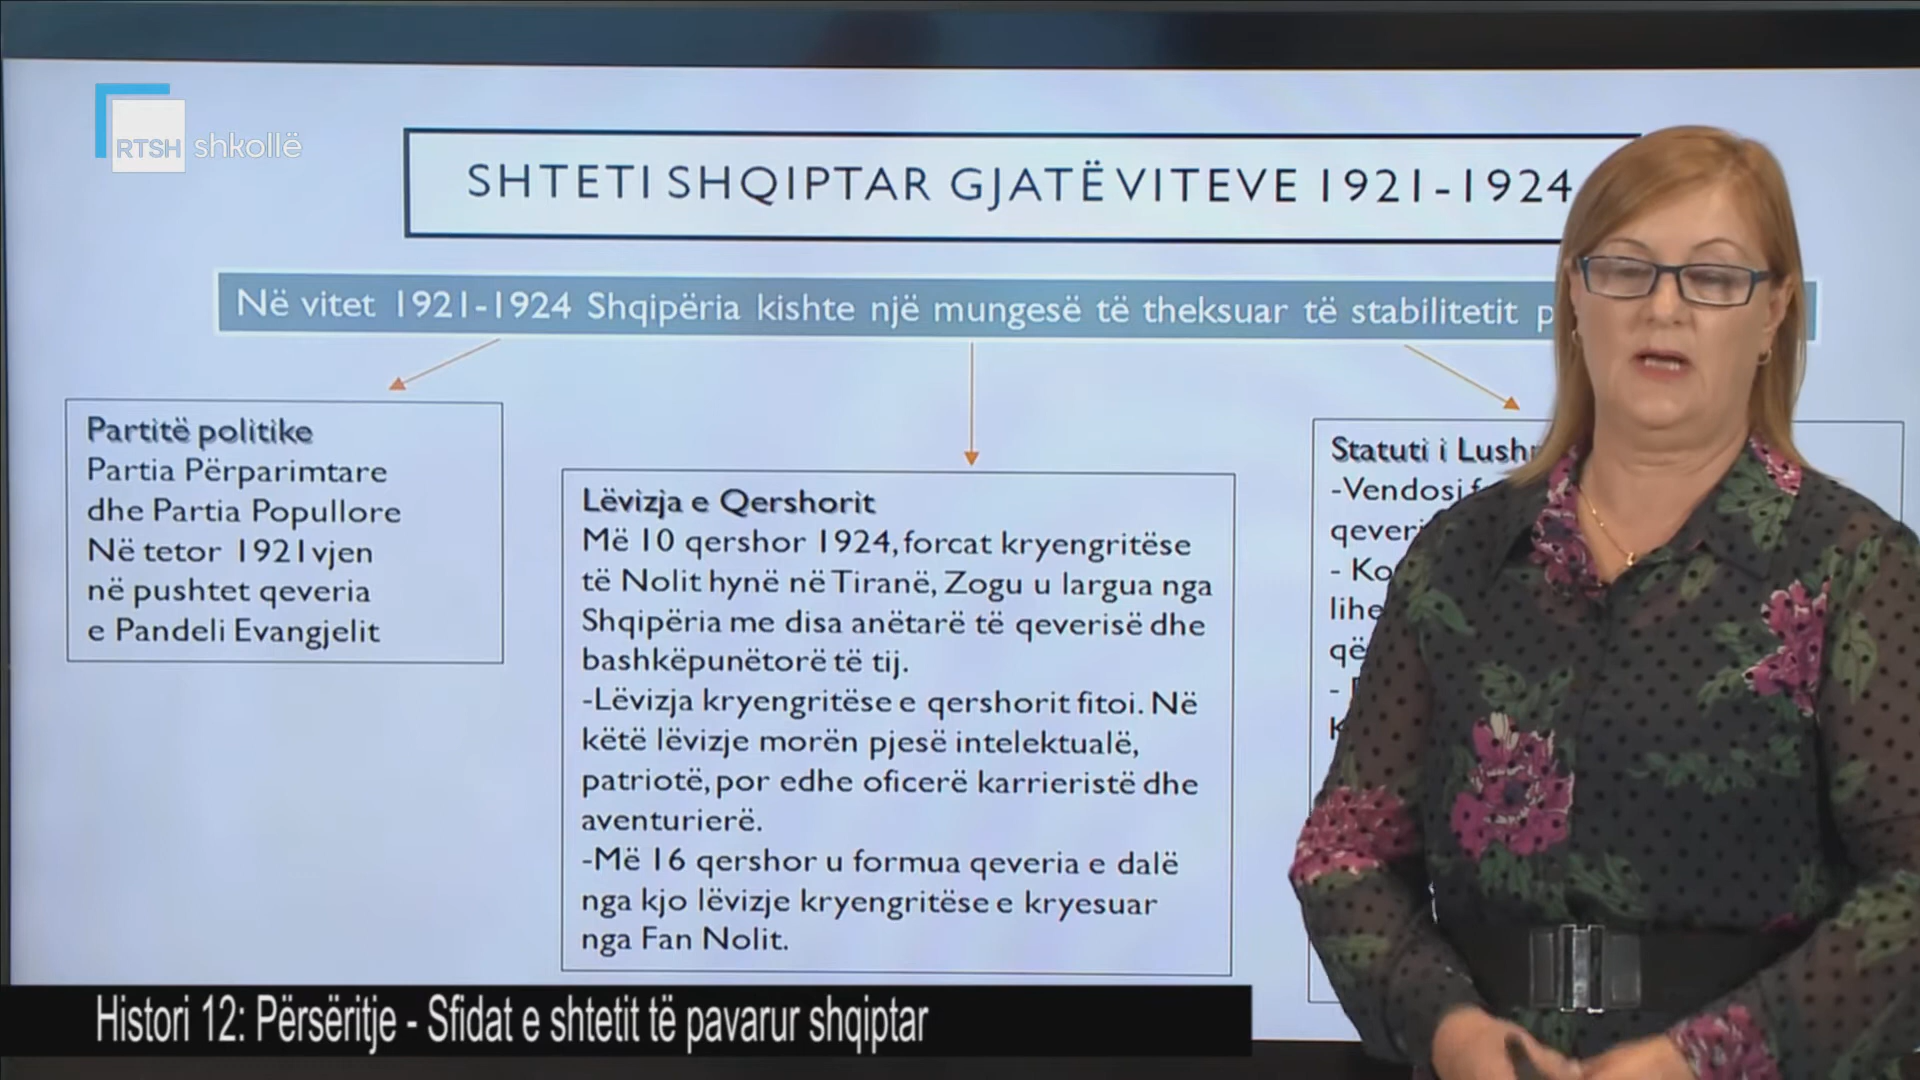 RTSH shkollë
SHTETI SHQIPTAR GJATË VITEVE 1921-1924
Në vitet 1921-1924 Shqipëria kishte një mungesë të theksuar të stabilitetit
Partitë politike
Partia Përparimtare
dhe Partia Popullore
Në tetor 1921 vjen
në pushtet qeveria
e Pandeli Evangjelit
Lëvizja e Qershorit
Më 10 qershor 1924, forcat kryengritëse
të Nolit hynë në Tiranë, Zogu u largua nga
Shqipëria me disa anëtarë të qeverisë dhe
bashkëpunëtorë të tij.
-Lëvizja kryengritëse e qershorit fitoi. Në
këtë lëvizje morën pjesë intelektualë,
patriotë, por edhe oficerë karrieristë dhe
aventurierë.
-Më 16 qershor u formua qeveria e dalë
nga kjo lëvizje kryengritëse e kryesuar
nga Fan Nolit.
Statuti i
-Vendosi
Histori 12: Përsëritje - Sfidat e shtetit të pavarur shqiptar